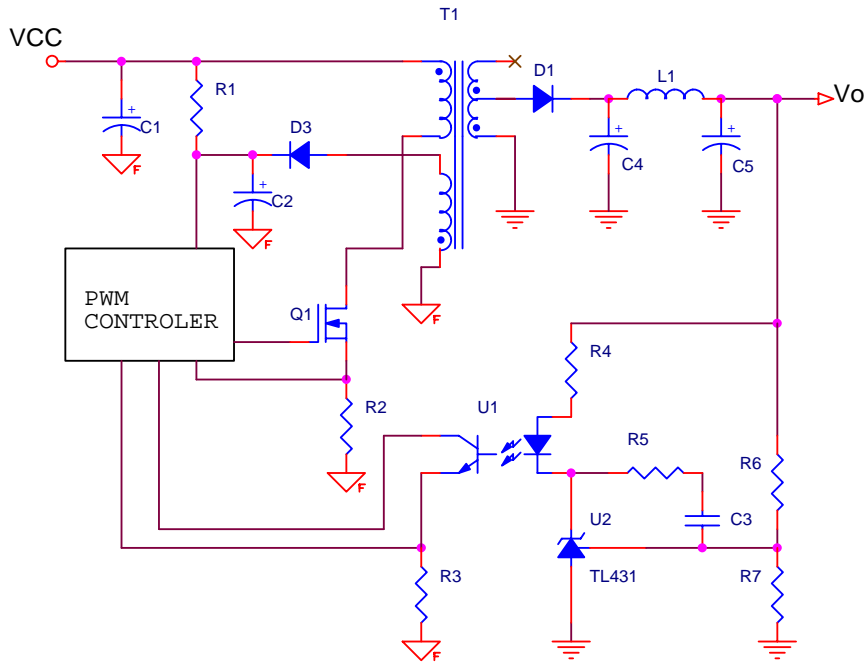 T1
VCC
D1
L1
Vo
R1
C1
D3
C4
C5
F
C2
F
PWM
CONTROLER
Q1
F
R4
R2
U1
R5
R6
F
C3
U2
R3
TL431
R7
F